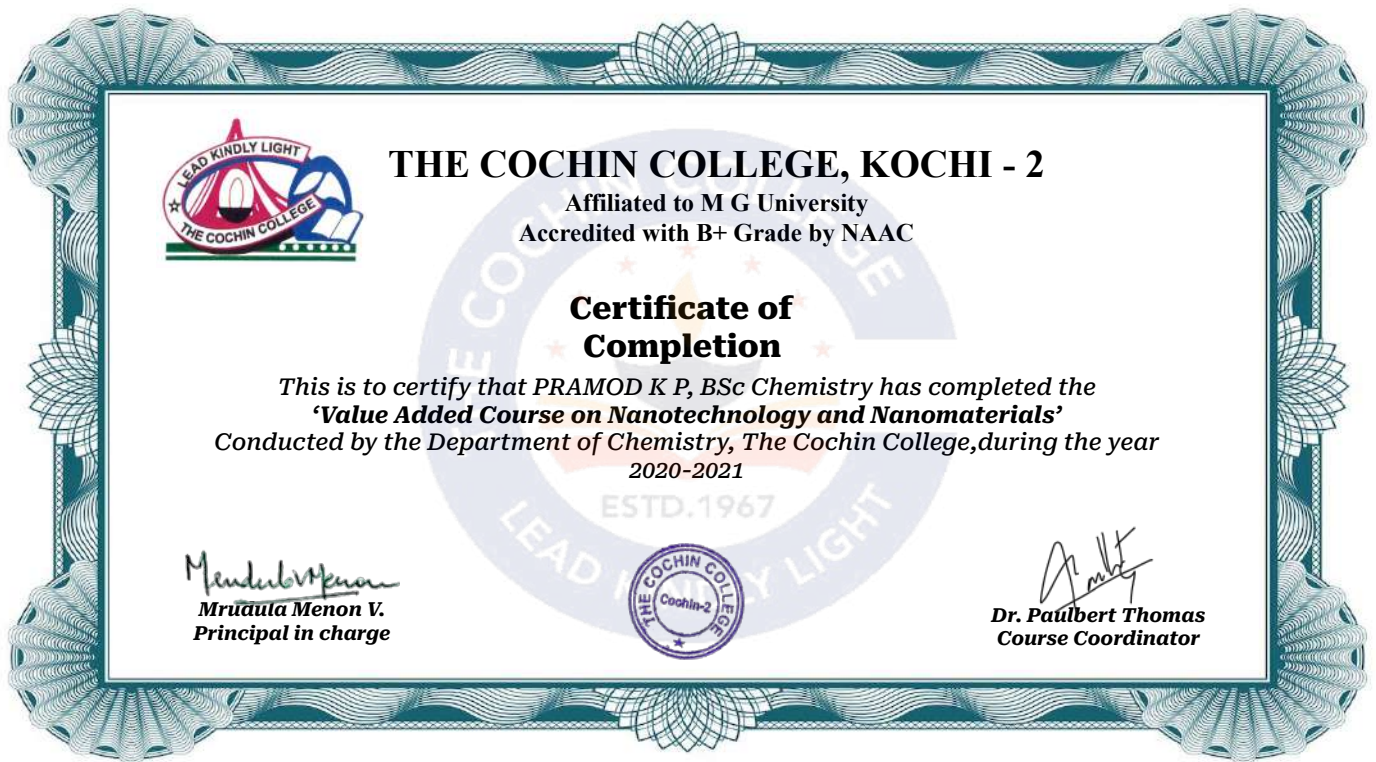 LEAD KINDLY LIGHT
THE COCHIN COLLEGE
THE COCHIN COLLEGE, KOCHI - 2
Affiliated to M G University
Accredited with B+ Grade by NAAC
THE COCHIN COLLEGE
Certificate of
Completion
This is to certify that PRAMOD K P, BSc Chemistry has completed the
‘Value Added Course on Nanotechnology and Nanomaterials’
Conducted by the Department of Chemistry, The Cochin College,during the year
2020-2021
ESTD.1967
LEAD KINDLY LIGHT
Mrudula Menon V.
Principal in charge
THE COCHIN COLLEGE
Cochin-2
Dr. Paulbert Thomas
Course Coordinator